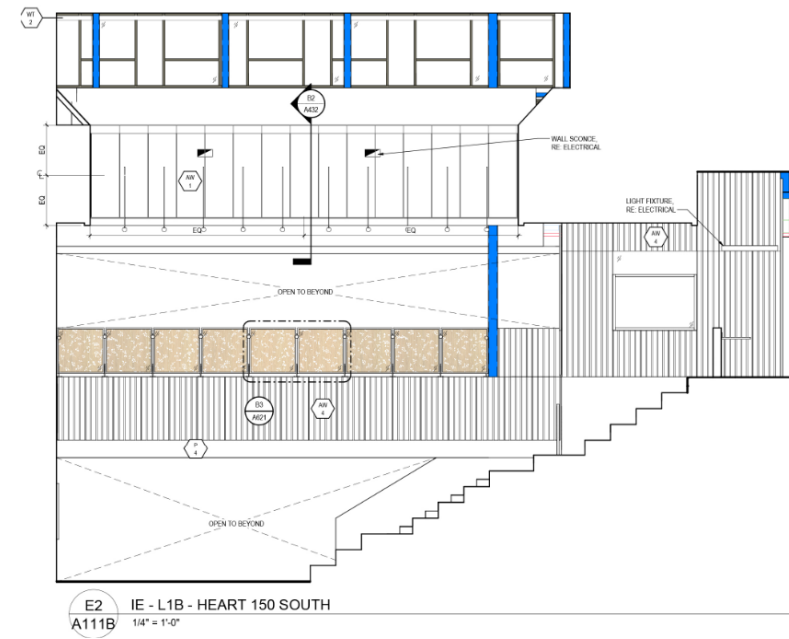 WT
2
B2
A432
WALL SCONCE,
RE: ELECTRICAL
EQ
AW
1
EQ
LIGHT FIXTURE,
RE: ELECTRICAL
EQ
EQ
AW
4
OPEN TO BEYOND
B3
A621
AW
4
P
4
OPEN TO BEYOND
E2
A111B
IE - L1B - HEART 150 SOUTH
1/4" = 1'-0"